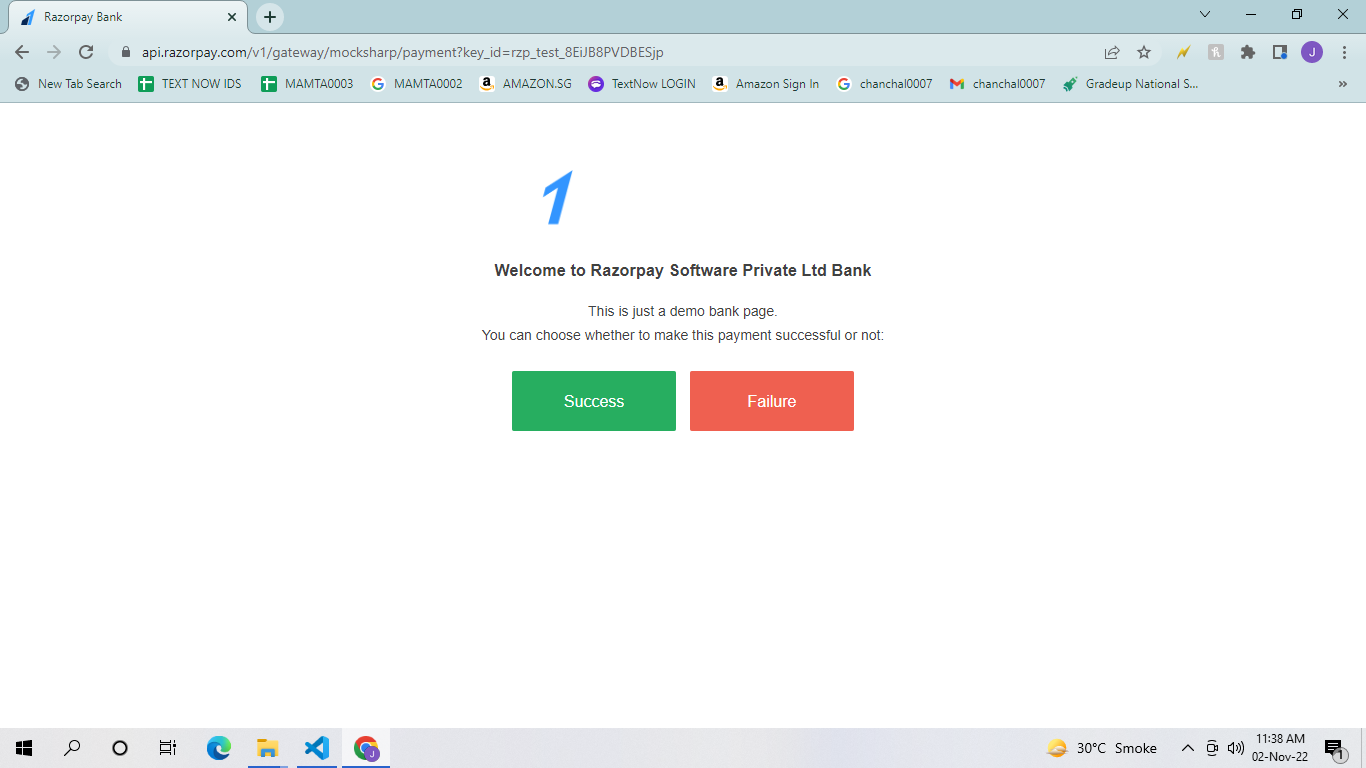 Razorpay Bank
api.razorpay.com/v1/gateway/mocksharp/payment?key_id=rzp_test_8EiJB8PVDBESjp
J
New Tab Search
TEXT NOW IDS
MAMTA0003
MAMTA0002
AMAZON.SG
TextNow LOGIN
Amazon Sign In
chanchal0007
chanchal0007
Gradeup National S...
»
Welcome to Razorpay Software Private Ltd Bank
This is just a demo bank page.
You can choose whether to make this payment successful or not:
Success
Failure
J
30°C Smoke
11:38 AM
02-Nov-22
1